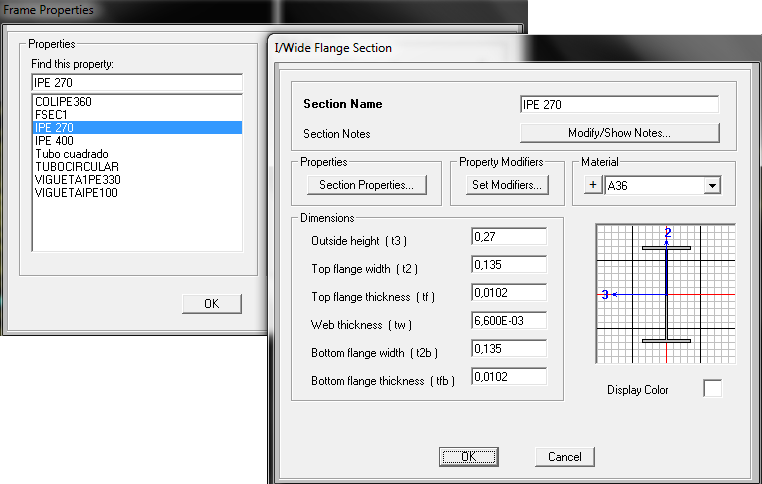 Frame Properties
Properties
Find this property:
IPE 270
COLIPE360
FSEC1
IPE 270
IPE 400
Tubo cuadrado
TUBOCIRCULAR
VIGUETA1PE330
VIGUETAIPE100
OK
I/Wide Flange Section
Section Name
IPE 270
Section Notes
Modify/Show Notes...
Properties
Section Properties...
Property Modifiers
Set Modifiers...
Material
+
A36
Dimensions
Outside height ( t3 )
0,27
Top flange width ( t2 )
0,135
Top flange thickness ( tf )
0,0102
Web thickness ( tw )
6,600E-03
Bottom flange width ( t2b )
0,135
Bottom flange thickness ( tfb )
0,0102
2
3
Display Color
OK
Cancel